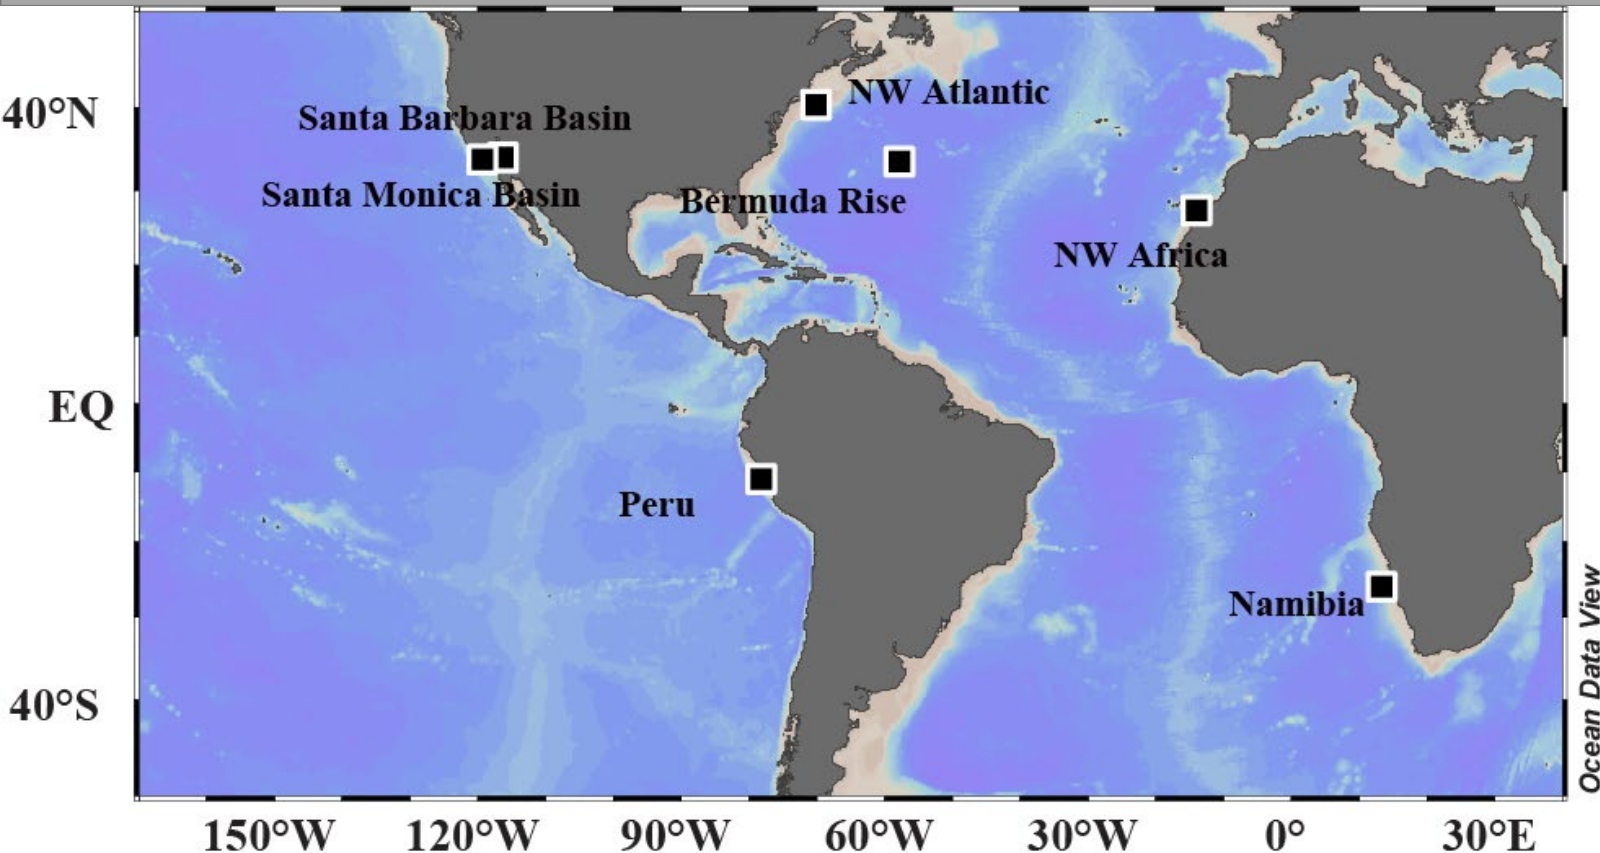 NW Atlantic
40°N
Santa Barbara Basin
Santa Monica Basin
Bermuda Rise
NW Africa
EQ
Peru
Namibia
40°S
Ocean Data View
150°W 120°W 90°W 60°W 30°W 0° 30°E